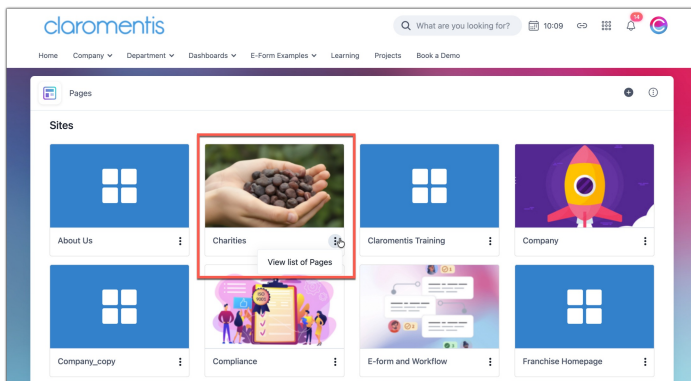 claromentis
What are you looking for?
10:09
14
Home Company Department Dashboards E-Form Examples Learning Projects Book a Demo
Pages
Sites
About Us
Charities
Claromentis Training
Company
View list of Pages
ISO
9000
Company_copy
Compliance
E-form and Workflow
Franchise Homepage